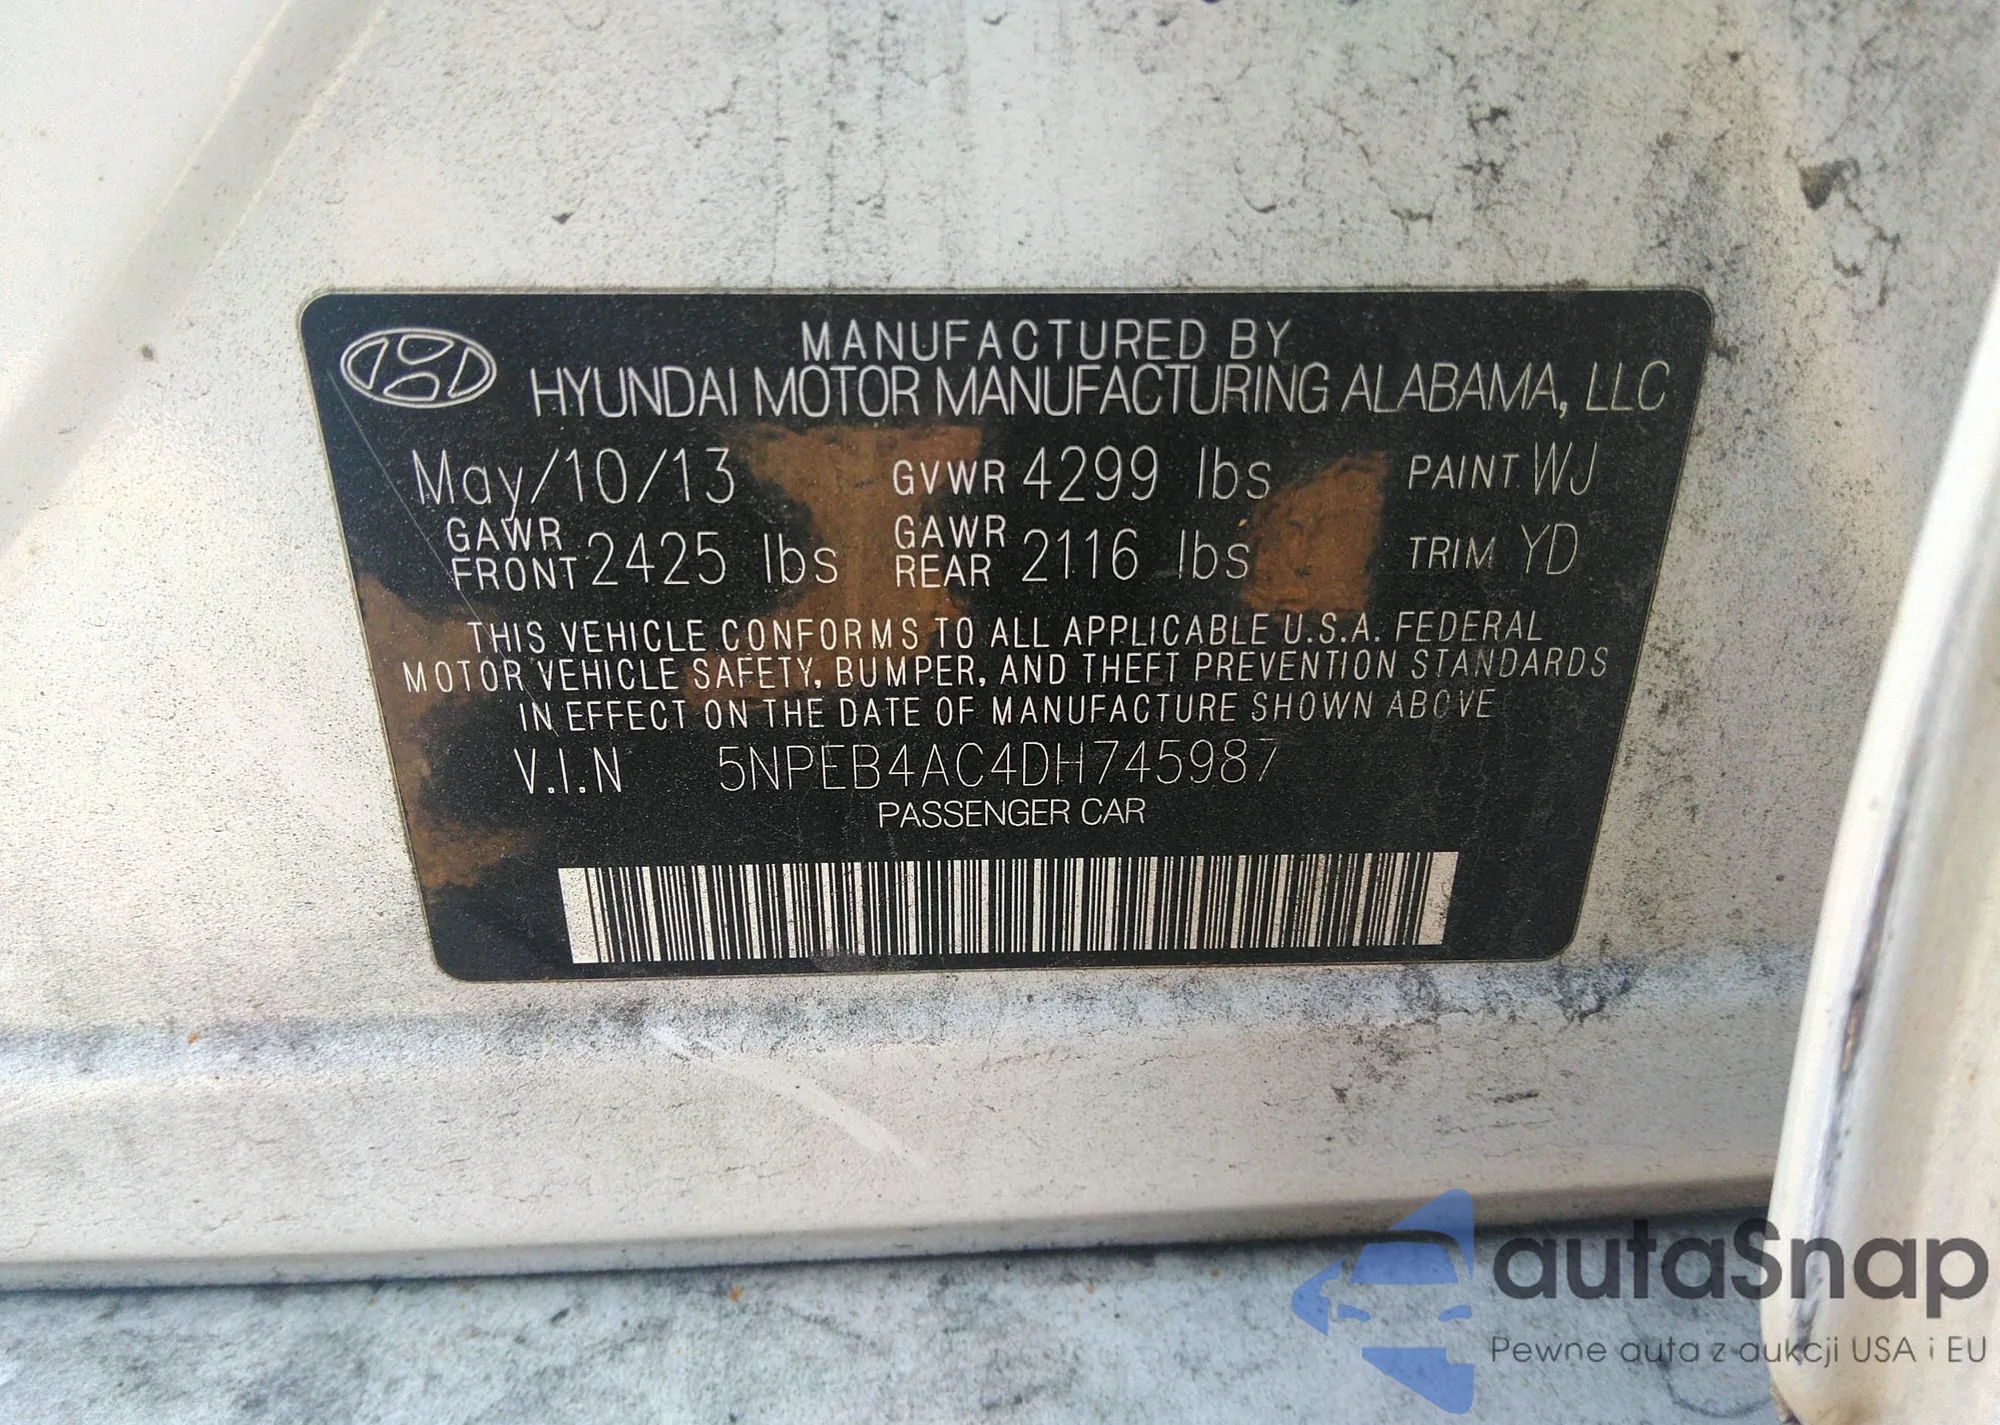 MANUFACTURED BY
HYUNDAI MOTOR MANUFACTURING ALABAMA, LLC
May/10/13 GVWR 4299 lbs PAINT WJ
GAWR FRONT 2425 lbs GAWR REAR 2116 lbs TRIM YD
THIS VEHICLE CONFORMS TO ALL APPLICABLE U.S.A. FEDERAL
MOTOR VEHICLE SAFETY, BUMPER, AND THEFT PREVENTION STANDARDS
IN EFFECT ON THE DATE OF MANUFACTURE SHOWN ABOVE
V.I.N 5NPEB4AC4DH745987
PASSENGER CAR
autaSnap
Pewne auta z aukcji USA i EU